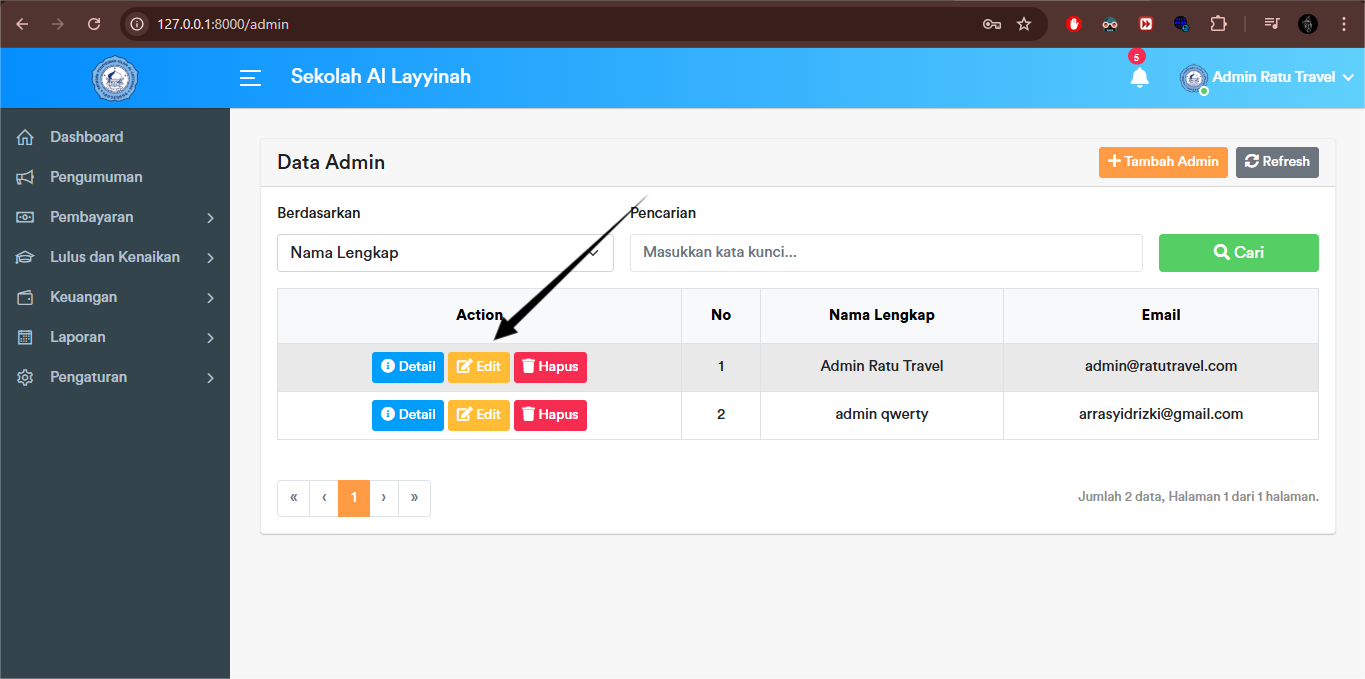 127.0.0.1:8000/admin
Sekolah Al Layyinah
5
Admin Ratu Travel
Dashboard
Pengumuman
Pembayaran
Lulus dan Kenaikan
Keuangan
Laporan
Pengaturan
Data Admin
Tambah Admin
Refresh
Berdasarkan
Pencarian
Nama Lengkap
Masukkan kata kunci...
Cari
Action No Nama Lengkap Email
Detail Edit Hapus 1 Admin Ratu Travel admin@ratutravel.com
Detail Edit Hapus 2 admin qwerty arrasyidrizki@gmail.com
« ‹ 1 › »
Jumlah 2 data, Halaman 1 dari 1 halaman.